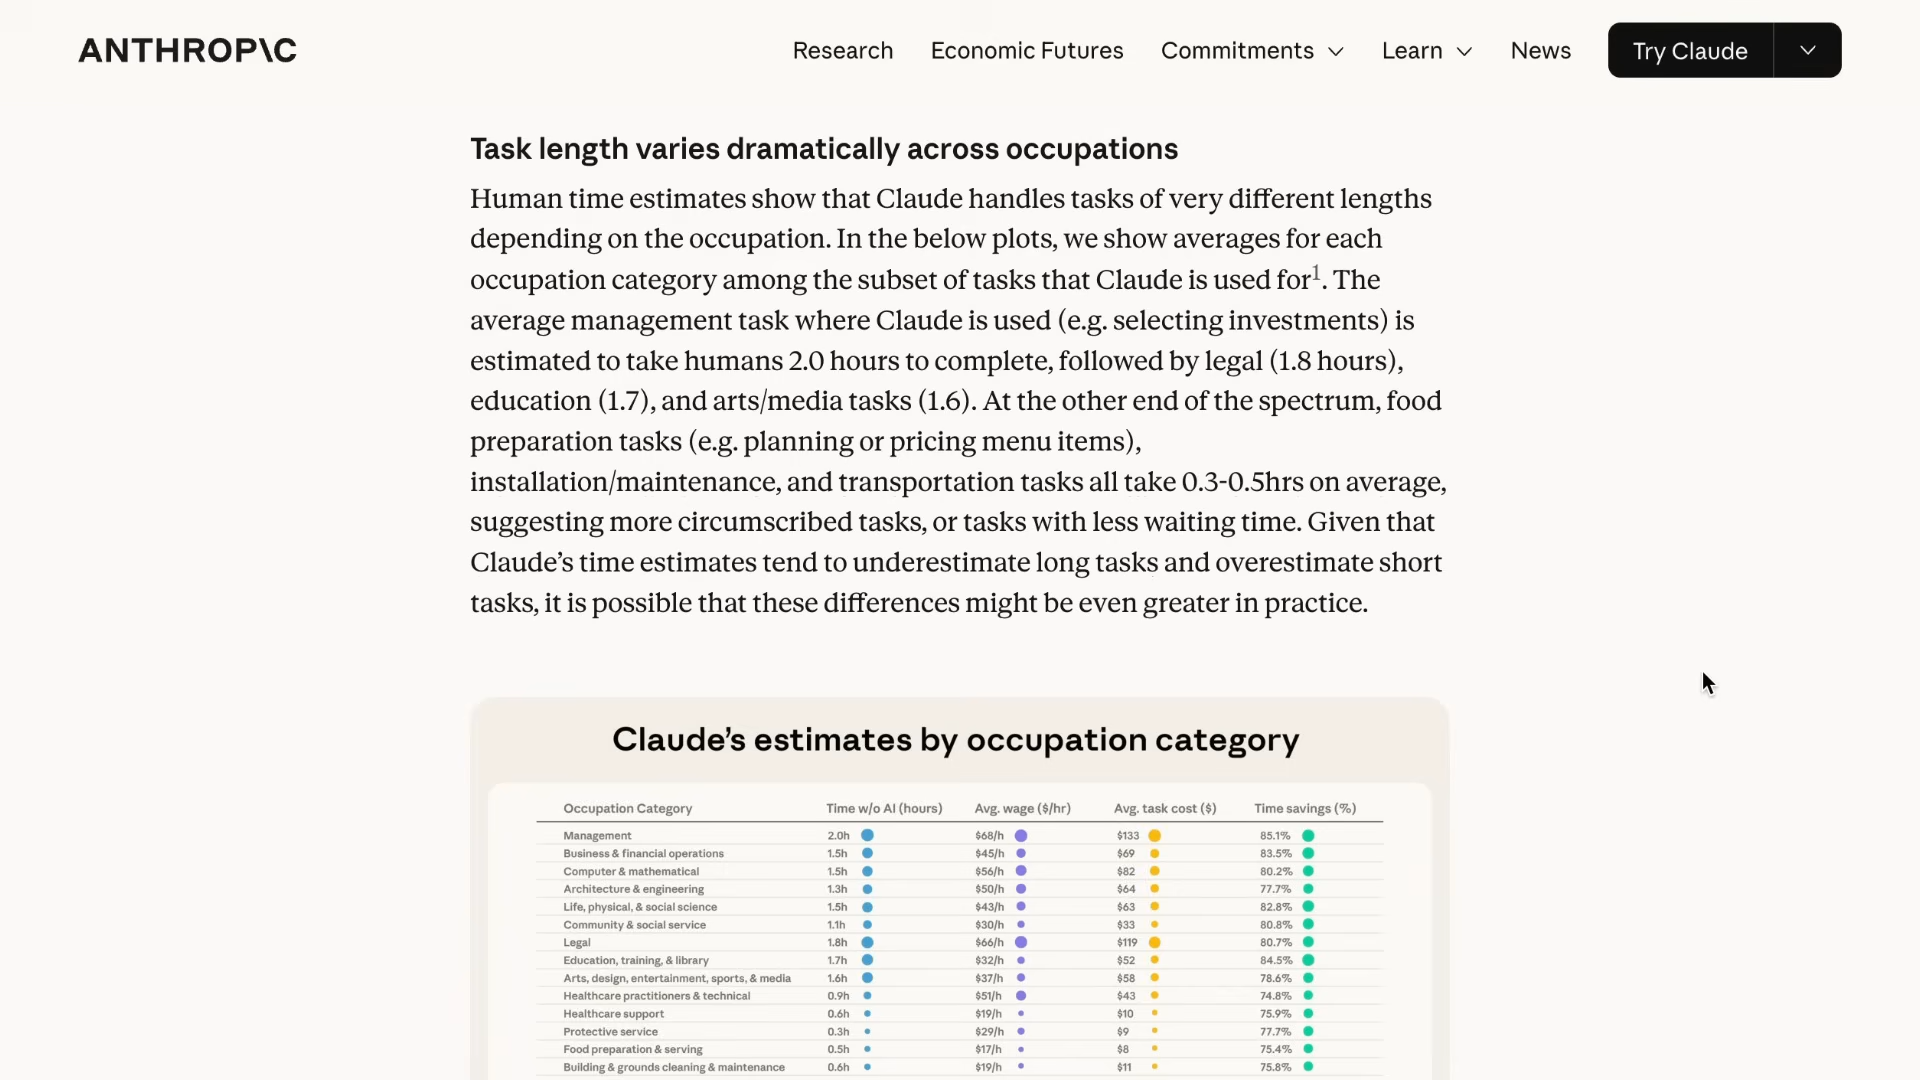 ANTHROP\C
Research Economic Futures Commitments Learn News Try Claude
Task length varies dramatically across occupations
Human time estimates show that Claude handles tasks of very different lengths
depending on the occupation. In the below plots, we show averages for each
occupation category among the subset of tasks that Claude is used for1. The
average management task where Claude is used (e.g. selecting investments) is
estimated to take humans 2.0 hours to complete, followed by legal (1.8 hours),
education (1.7), and arts/media tasks (1.6). At the other end of the spectrum, food
preparation tasks (e.g. planning or pricing menu items),
installation/maintenance, and transportation tasks all take 0.3-0.5hrs on average,
suggesting more circumscribed tasks, or tasks with less waiting time. Given that
Claude’s time estimates tend to underestimate long tasks and overestimate short
tasks, it is possible that these differences might be even greater in practice.
Claude’s estimates by occupation category
Occupation Category Time w/o AI (hours) Avg. wage ($/hr) Avg. task cost ($) Time savings (%)
Management 2.0h $68/h $133 85.1%
Business & financial operations 1.5h $45/h $69 83.5%
Computer & mathematical 1.5h $56/h $82 80.2%
Architecture & engineering 1.3h $50/h $64 77.7%
Life, physical, & social science 1.5h $43/h $63 82.8%
Community & social service 1.1h $30/h $33 80.8%
Legal 1.8h $66/h $119 80.7%
Education, training, & library 1.7h $32/h $52 84.5%
Arts, design, entertainment, sports, & media 1.6h $37/h $58 78.6%
Healthcare practitioners & technical 0.9h $51/h $43 74.8%
Healthcare support 0.6h $19/h $10 75.9%
Protective service 0.3h $29/h $9 77.7%
Food preparation & serving 0.5h $17/h $8 75.4%
Building & grounds cleaning & maintenance 0.6h $19/h $11 75.8%